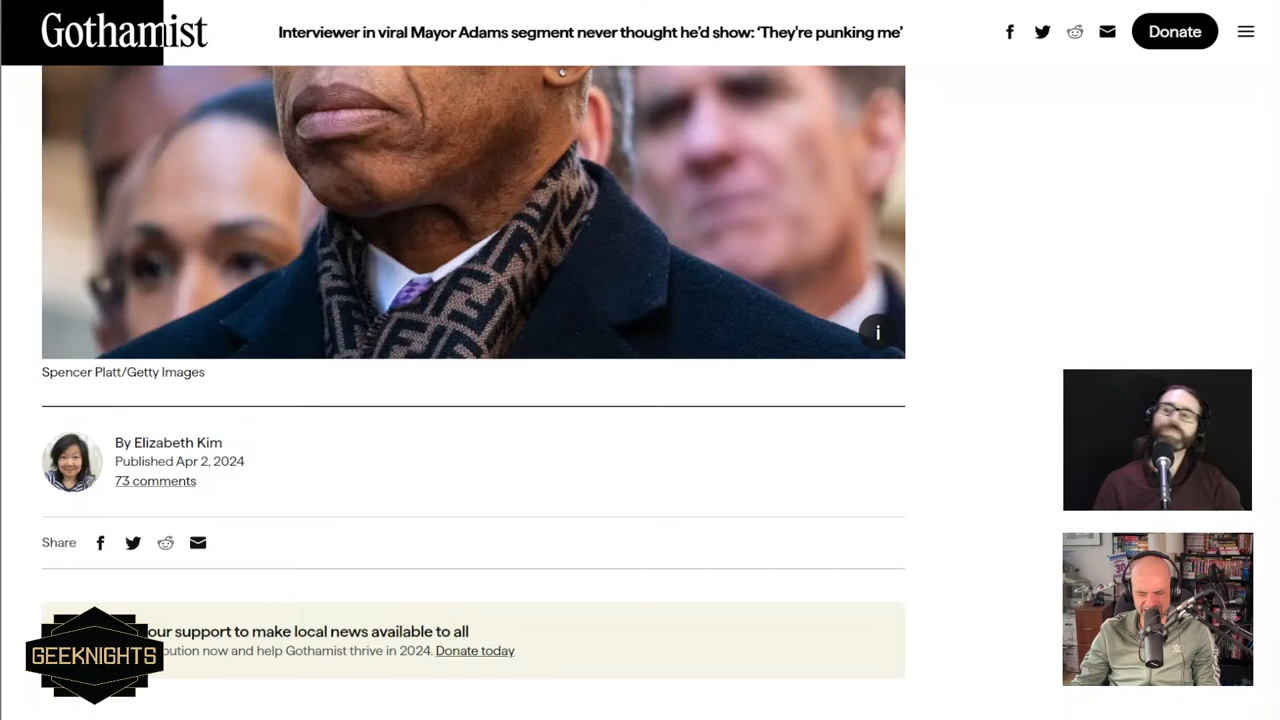 Gothamist
Interviewer in viral Mayor Adams segment never thought he'd show: 'They're punking me'
Donate
i
Spencer Platt/Getty Images
By Elizabeth Kim
Published Apr 2, 2024
73 comments
Share
our support to make local news available to all
bution now and help Gothamist thrive in 2024. Donate today
GEEKNIGHTS
30